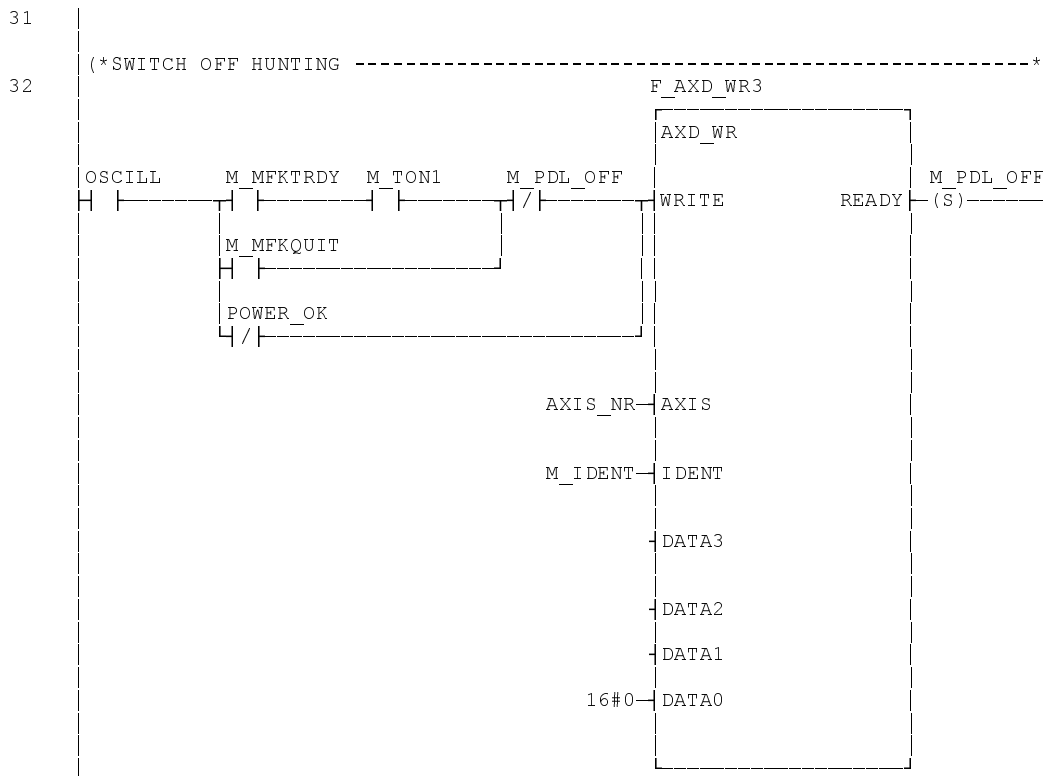 31
(*SWITCH OFF HUNTING -----------------------------------------------------*
32 F_AXD_WR3
AXD_WR
OSCILL M_MFKTRDY M_TON1 M_PDL_OFF M_PDL_OFF
/ WRITE READY (S)
M_MFKQUIT
POWER_OK
/
AXIS_NR AXIS
M_IDENT IDENT
DATA3
DATA2
DATA1
16#0 DATA0